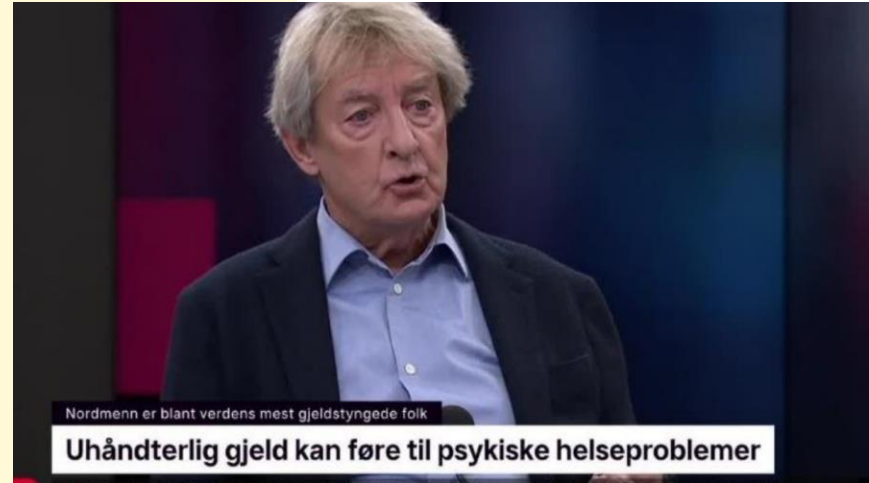 Nordmenn er blant verdens mest gjeldstyngede folk
Uhåndterlig gjeld kan føre til psykiske helseproblemer